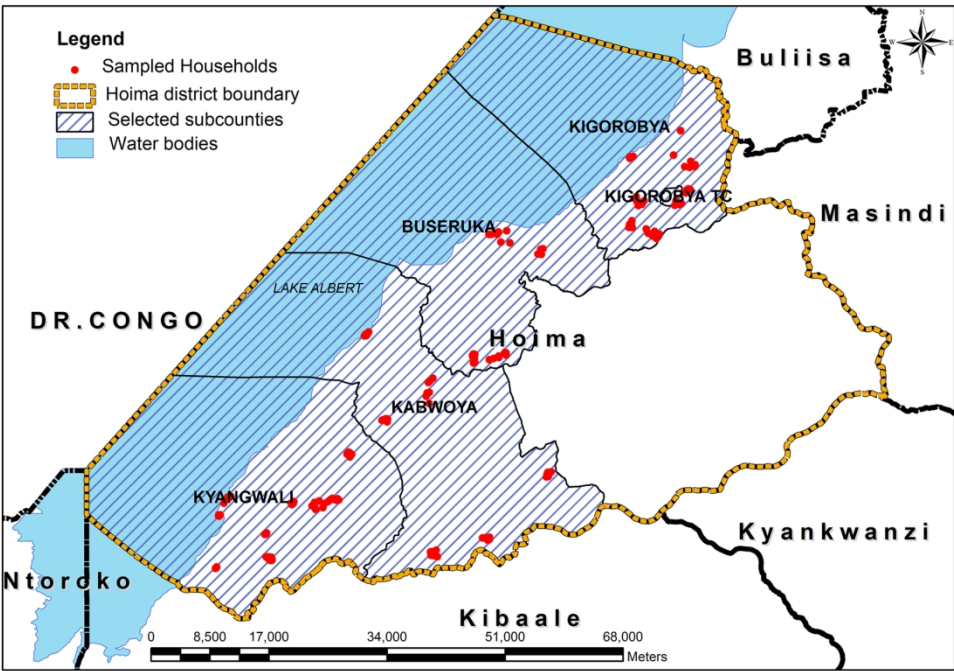 Legend
Sampled Households
Hoima district boundary
Selected subcounties
Water bodies
N
W E
S
Buliisa
KIGOROBYA
KIGOROBYA TC
Masindi
BUSERUKA
LAKE ALBERT
DR.CONGO
Hoima
KABWOYA
KYANGWALI
Kyankwanzi
Ntoroko
Kibaale
0 8,500 17,000 34,000 51,000 68,000
Meters